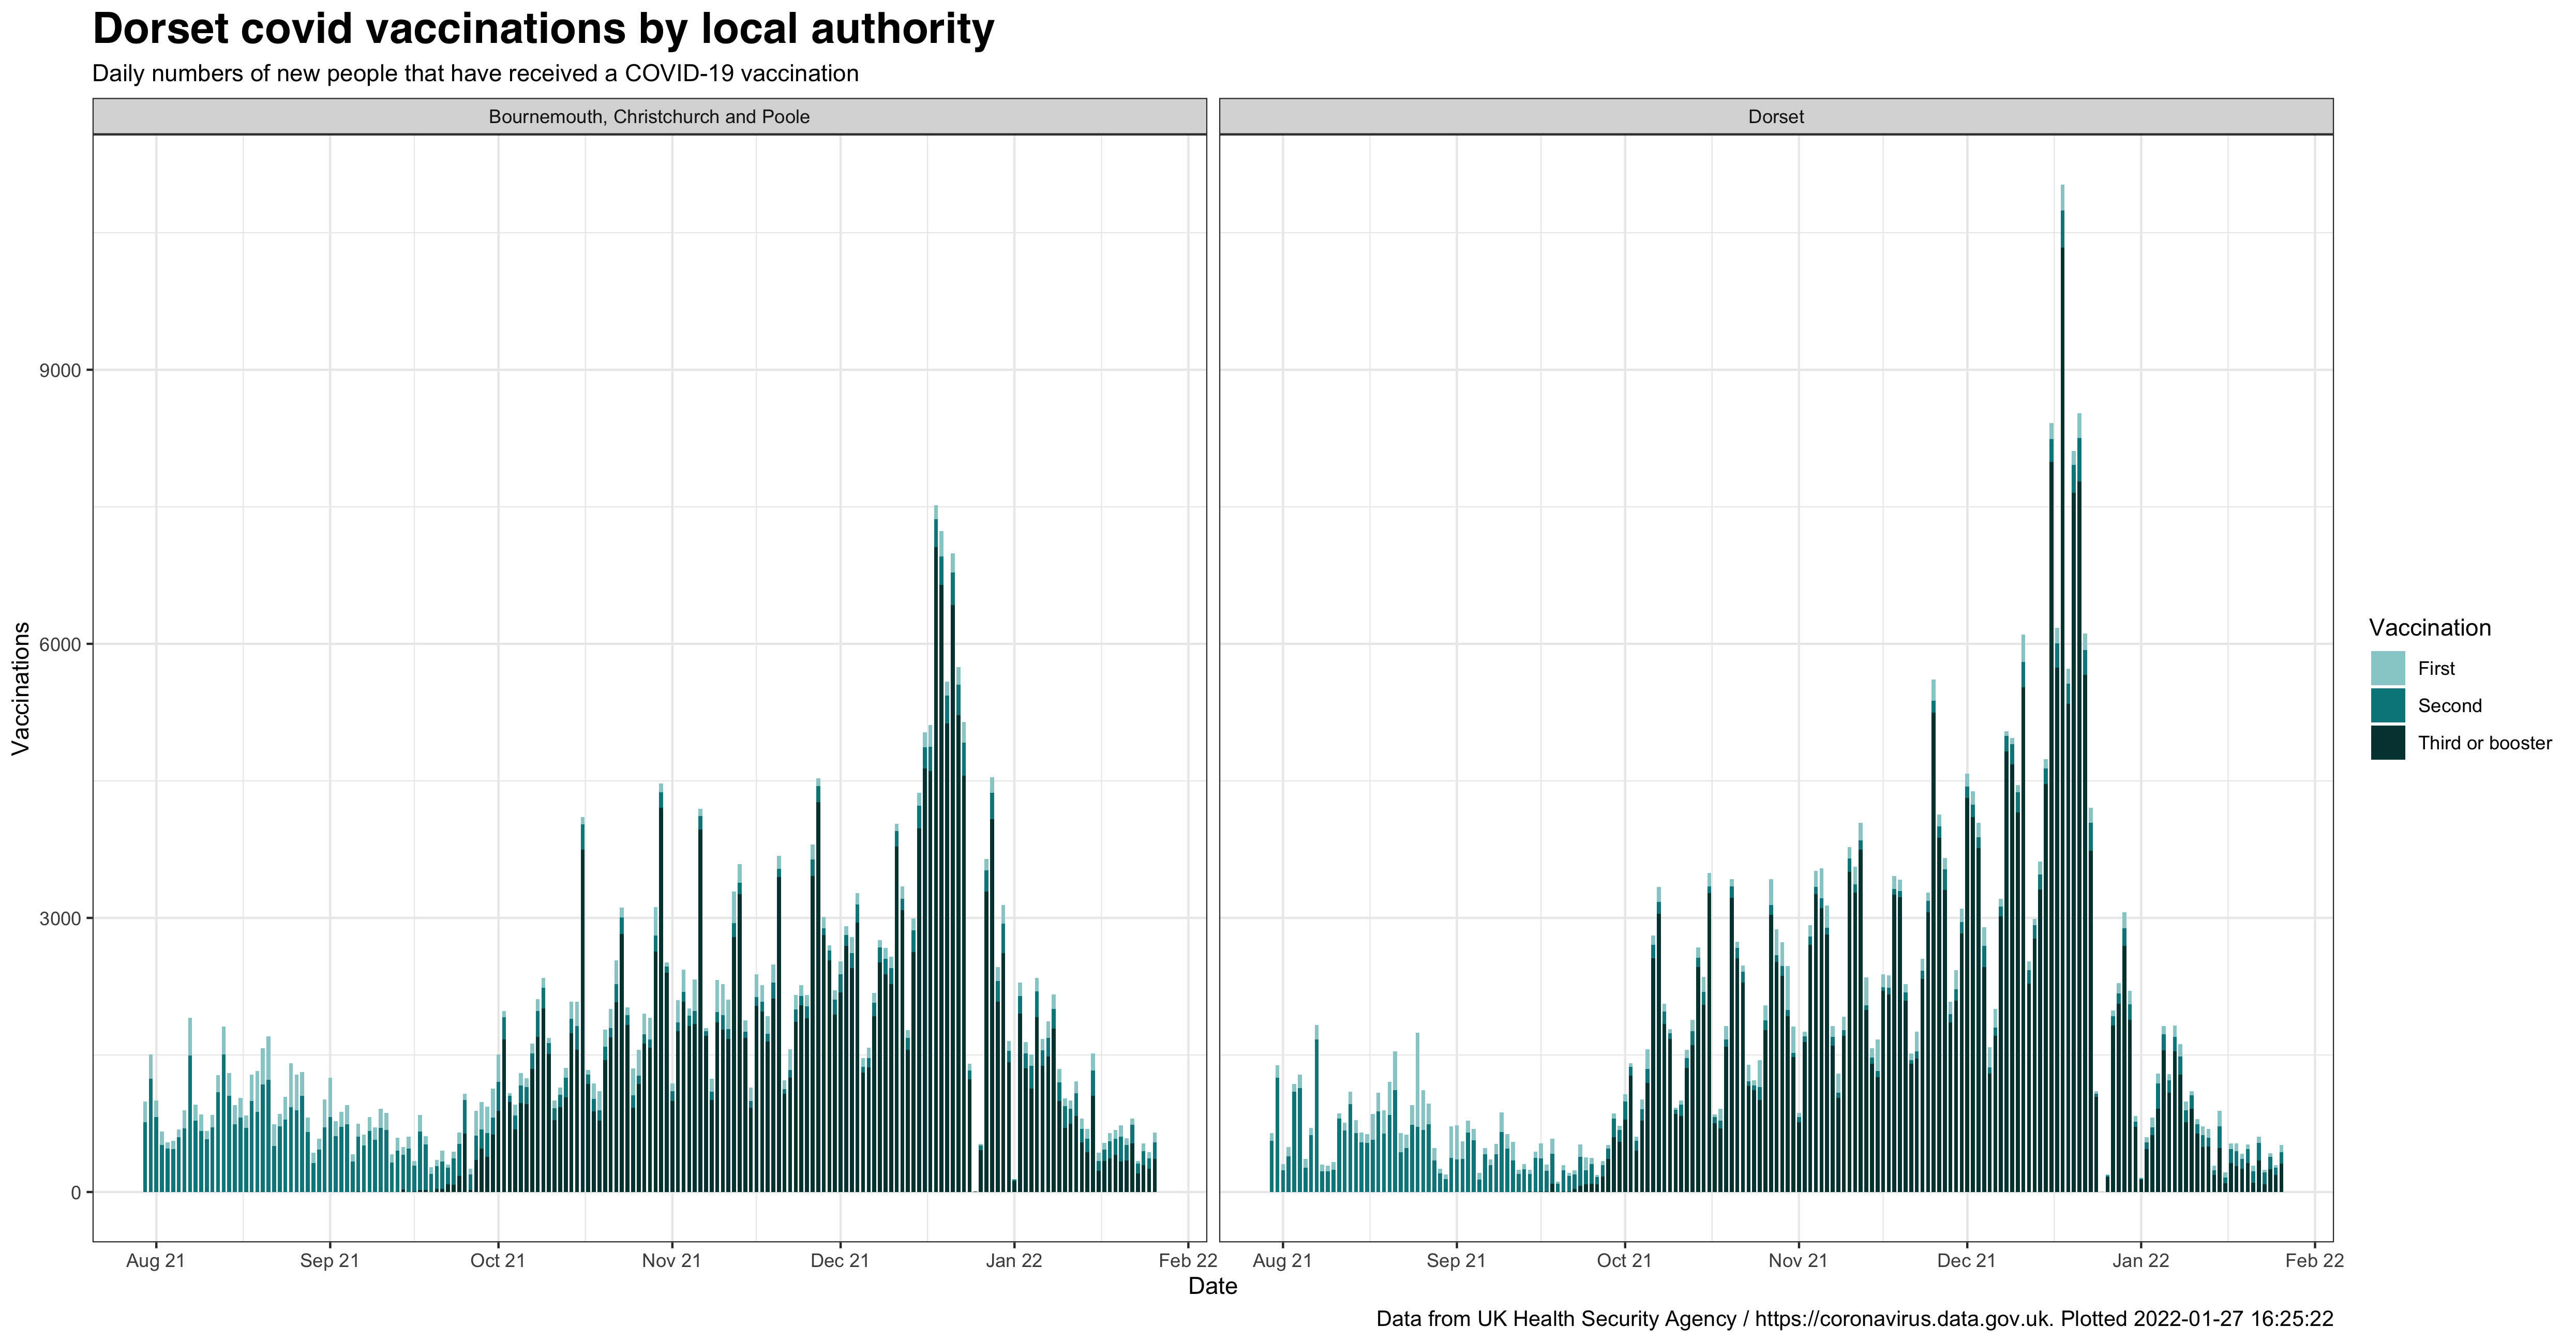 Dorset covid vaccinations by local authority
Daily numbers of new people that have received a COVID-19 vaccination
Bournemouth, Christchurch and Poole
Dorset
Vaccinations
9000
6000
3000
0
Aug 21 Sep 21 Oct 21 Nov 21 Dec 21 Jan 22 Feb 22
Aug 21 Sep 21 Oct 21 Nov 21 Dec 21 Jan 22 Feb 22
Date
Vaccination
First
Second
Third or booster
Data from UK Health Security Agency / https://coronavirus.data.gov.uk. Plotted 2022-01-27 16:25:22